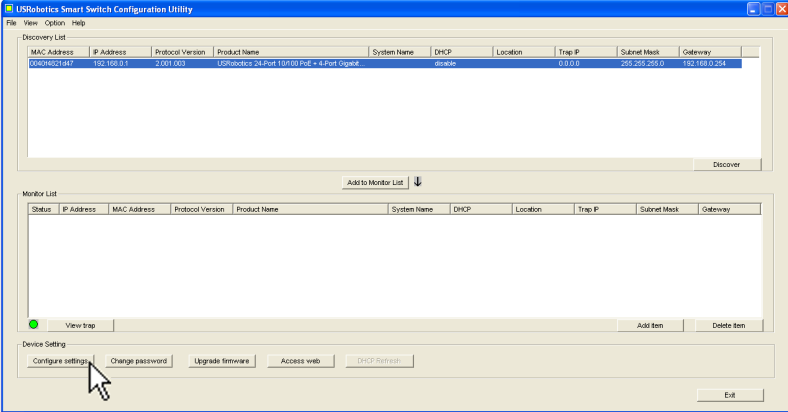 USRobotics Smart Switch Configuration Utility
File View Option Help
Discovery List
MAC Address IP Address Protocol Version Product Name System Name DHCP Location Trap IP Subnet Mask Gateway
0040f4821d47 192.168.0.1 2.001.003 USRobotics 24-Port 10/100 PoE + 4-Port Gigabit... disable 0.0.0.0 255.255.255.0 192.168.0.254
Discover
Add to Monitor List
Monitor List
Status IP Address MAC Address Protocol Version Product Name System Name DHCP Location Trap IP Subnet Mask Gateway
View trap Add Item Delete Item
Device Setting
Configure settings Change password Upgrade firmware Access web DHCP Refresh
Exit